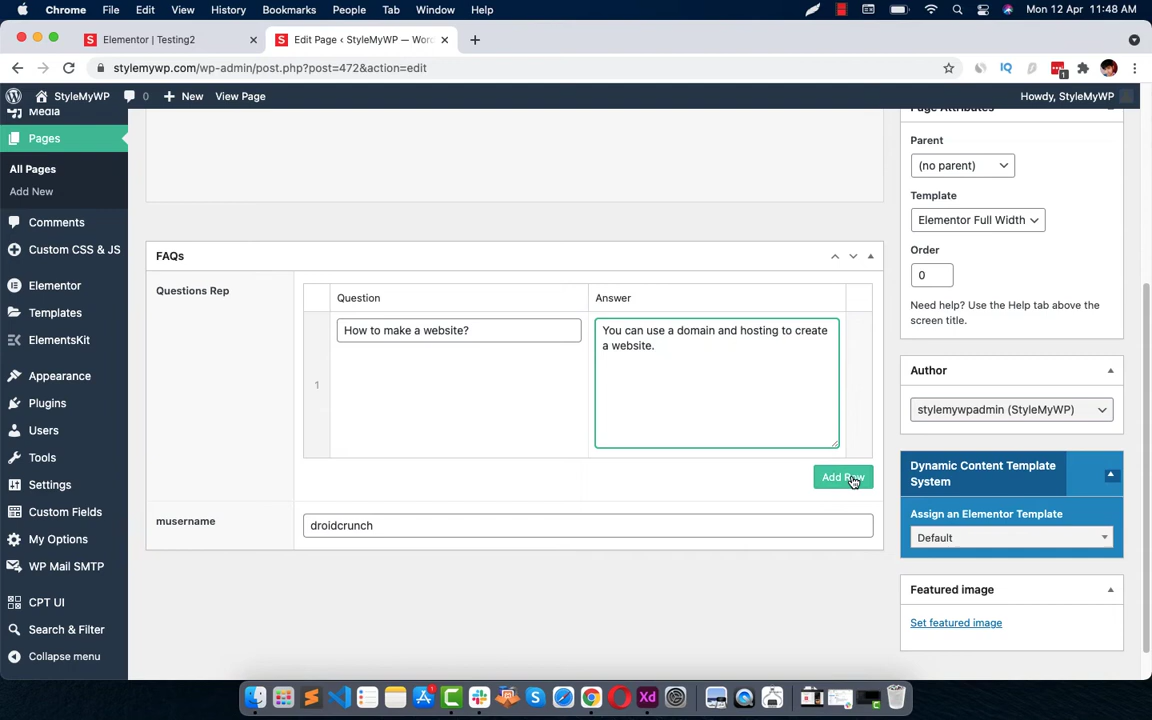 Chrome File Edit View History Bookmarks People Tab Window Help Mon 12 Apr 11:48 AM
Elementor | Testing2
Edit Page ‹ StyleMyWP — Wor
stylemywp.com/wp-admin/post.php?post=472&action=edit
IQ
1
StyleMyWP 0 New View Page Howdy, StyleMyWP
Media
Pages
All Pages
Add New
Comments
Custom CSS & JS
Elementor
Templates
ElementsKit
Appearance
Plugins
Users
Tools
Settings
Custom Fields
My Options
WP Mail SMTP
CPT UI
Search & Filter
Collapse menu
FAQs
Questions Rep
Question Answer
1
How to make a website?
You can use a domain and hosting to create
a website.
Add Row
musername
droidcrunch
Page Attributes
Parent
(no parent)
Template
Elementor Full Width
Order
0
Need help? Use the Help tab above the
screen title.
Author
stylemywpadmin (StyleMyWP)
Dynamic Content Template
System
Assign an Elementor Template
Default
Featured image
Set featured image
Xd